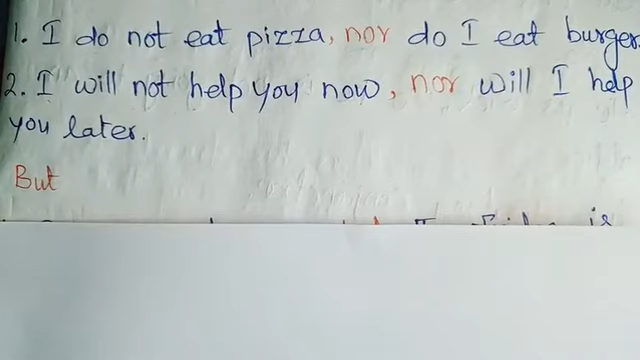 1. I do not eat pizza, nor do I eat burger.
2. I will not help you now, nor will I help
you later.
But
is